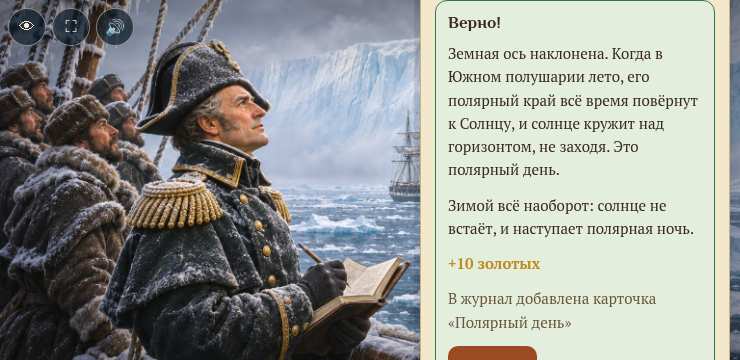 Верно!
Земная ось наклонена. Когда в
Южном полушарии лето, его
полярный край всё время повёрнут
к Солнцу, и солнце кружит над
горизонтом, не заходя. Это
полярный день.
Зимой всё наоборот: солнце не
встаёт, и наступает полярная ночь.
+10 золотых
В журнал добавлена карточка
«Полярный день»